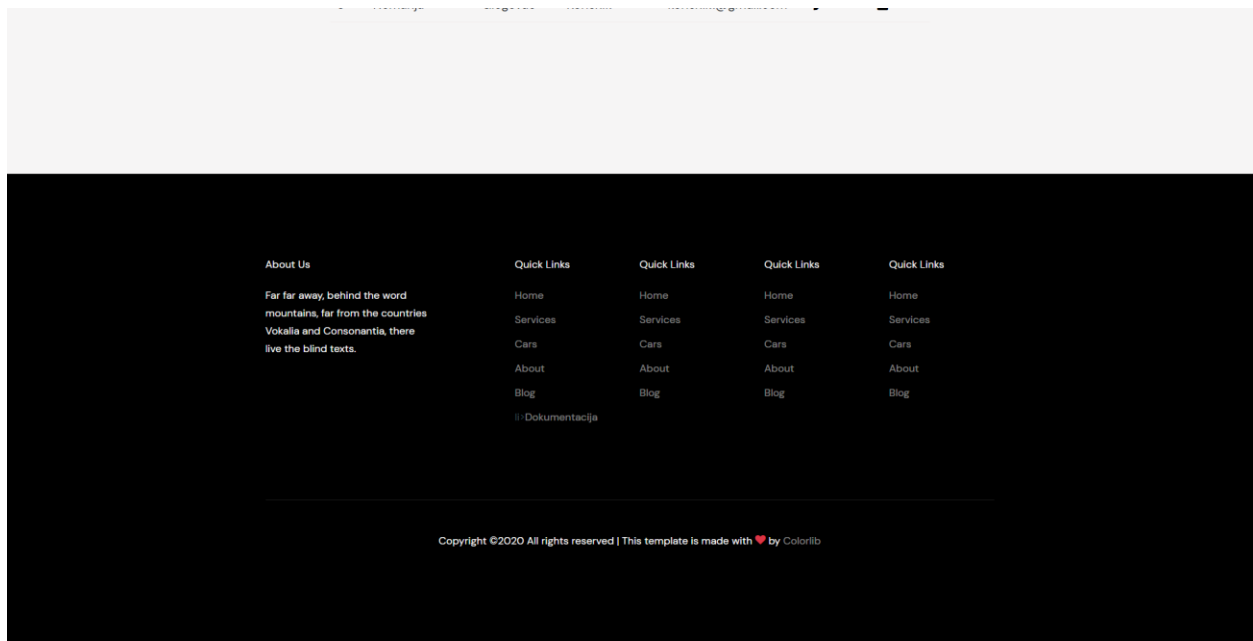 About Us
Far far away, behind the word
mountains, far from the countries
Vokalia and Consonantia, there
live the blind texts.
Quick Links
Home
Services
Cars
About
Blog
li>Dokumentacija
Quick Links
Home
Services
Cars
About
Blog
Quick Links
Home
Services
Cars
About
Blog
Quick Links
Home
Services
Cars
About
Blog
Copyright ©2020 All rights reserved | This template is made with ❤ by Colorlib